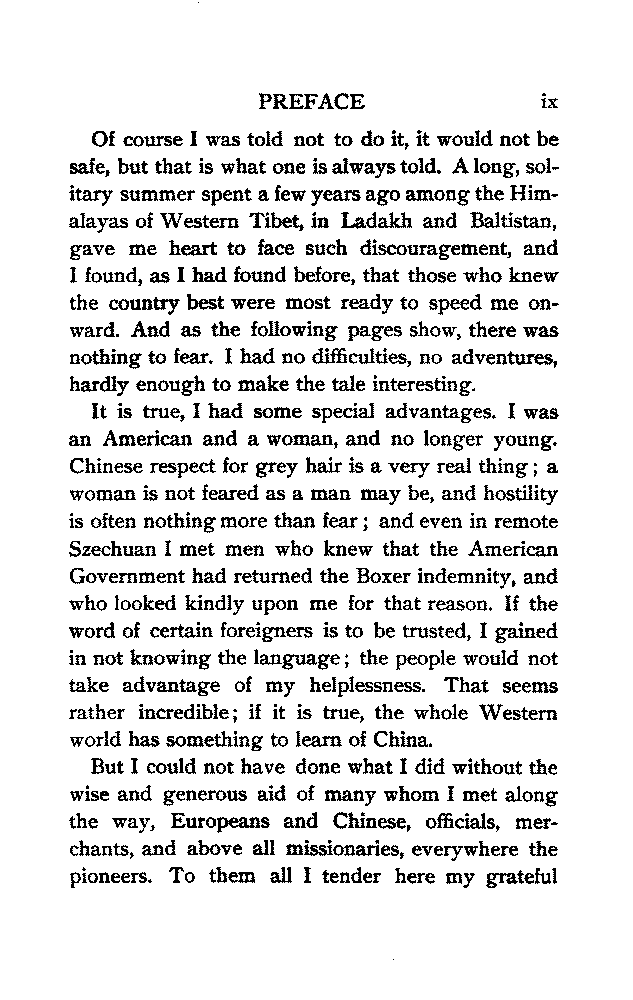 PREFACE ix
Of course I was told not to do it, it would not be
safe, but that is what one is always told. A long, sol-
itary summer spent a few years ago among the Him-
alayas of Western Tibet, in Ladakh and Baltistan,
gave me heart to face such discouragement, and
I found, as I had found before, that those who knew
the country best were most ready to speed me on-
ward. And as the following pages show, there was
nothing to fear. I had no difficulties, no adventures,
hardly enough to make the tale interesting.
It is true, I had some special advantages. I was
an American and a woman, and no longer young.
Chinese respect for grey hair is a very real thing; a
woman is not feared as a man may be, and hostility
is often nothing more than fear; and even in remote
Szechuan I met men who knew that the American
Government had returned the Boxer indemnity, and
who looked kindly upon me for that reason. If the
word of certain foreigners is to be trusted, I gained
in not knowing the language; the people would not
take advantage of my helplessness. That seems
rather incredible; if it is true, the whole Western
world has something to learn of China.
But I could not have done what I did without the
wise and generous aid of many whom I met along
the way, Europeans and Chinese, officials, mer-
chants, and above all missionaries, everywhere the
pioneers. To them all I tender here my grateful